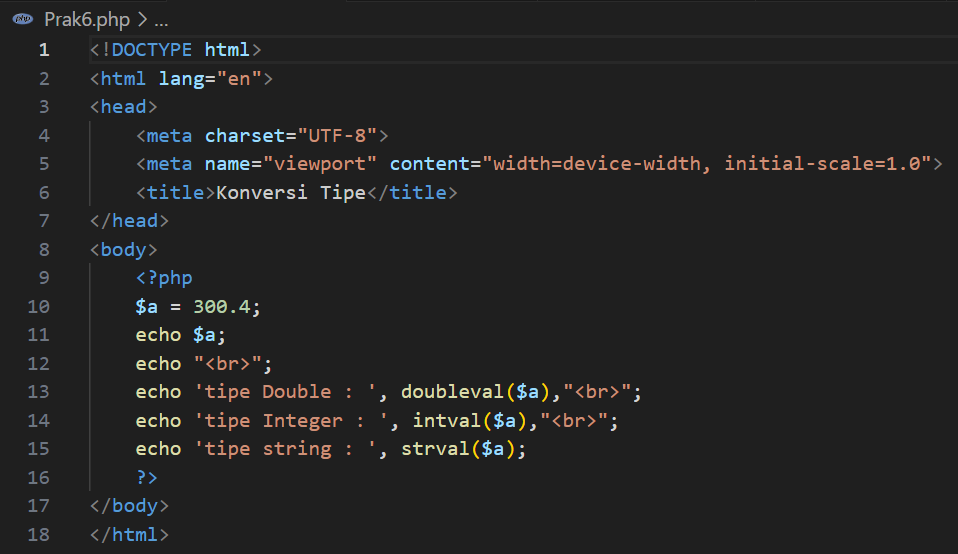 php Prak6.php > ...
1 <!DOCTYPE html>
2 <html lang="en">
3 <head>
4     <meta charset="UTF-8">
5     <meta name="viewport" content="width=device-width, initial-scale=1.0">
6     <title>Konversi Tipe</title>
7 </head>
8 <body>
9     <?php
10     $a = 300.4;
11     echo $a;
12     echo "<br>";
13     echo 'tipe Double : ', doubleval($a),"<br>";
14     echo 'tipe Integer : ', intval($a),"<br>";
15     echo 'tipe string : ', strval($a);
16     ?>
17 </body>
18 </html>